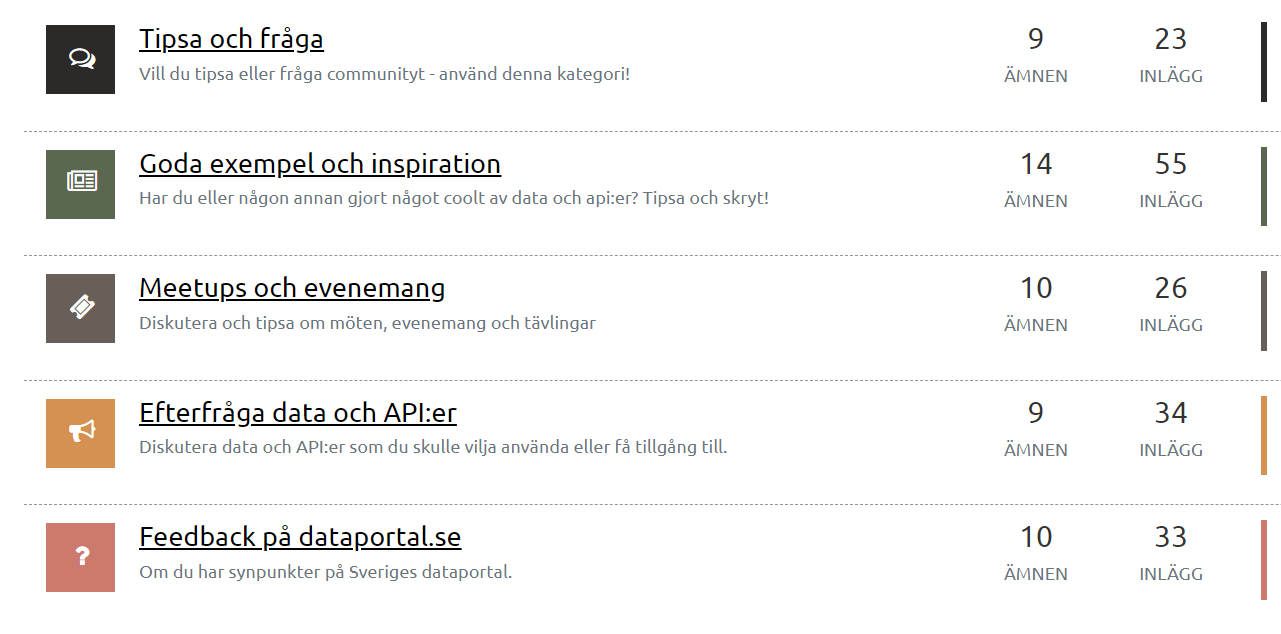 Tipsa och fråga
9
23
Vill du tipsa eller fråga communityt - använd denna kategori!
ÄMNEN
INLÄGG
Goda exempel och inspiration
14
55
Har du eller någon annan gjort något coolt av data och api:er? Tipsa och skryt!
ÄMNEN
INLÄGG
Meetups och evenemang
10
26
Diskutera och tipsa om möten, evenemang och tävlingar
ÄMNEN
INLÄGG
Efterfråga data och API:er
9
34
Diskutera data och API:er som du skulle vilja använda eller få tillgång till.
ÄMNEN
INLÄGG
?
Feedback på dataportal.se
10
33
Om du har synpunkter på Sveriges dataportal.
ÄMNEN
INLÄGG